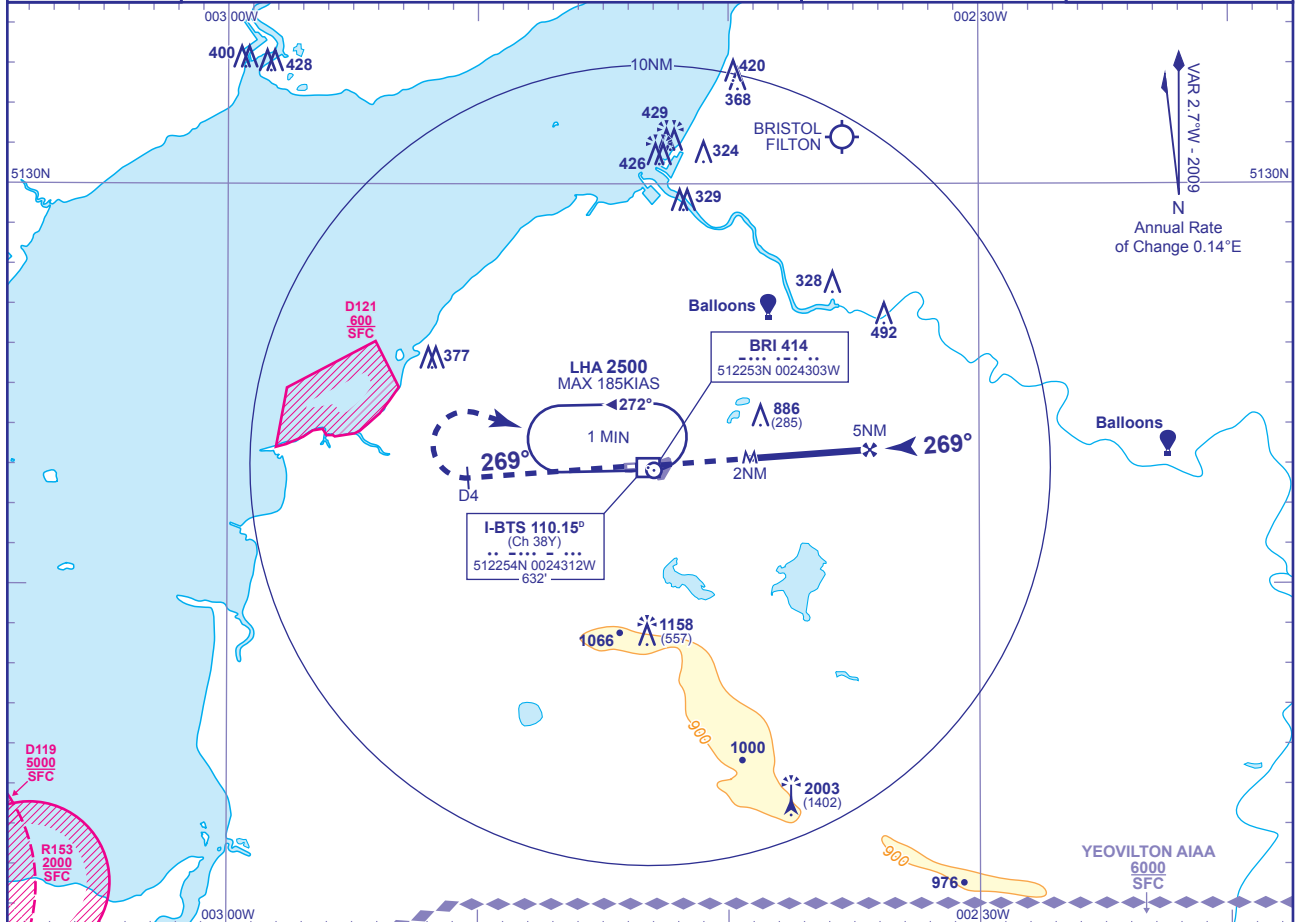 003 00W
002 30W
400
428
10NM
420
368
429
426
324
BRISTOL
FILTON
VAR 2.7°W - 2009
N
Annual Rate
of Change 0.14°E
5130N
5130N
329
328
Balloons
492
D121
600
SFC
377
BRI 414
512253N 0024303W
LHA 2500
MAX 185KIAS
272°
1 MIN
886
(285)
5NM
269°
Balloons
269°
2NM
D4
I-BTS 110.15ᴰ
(Ch 38Y)
512254N 0024312W
632'
1066
1158
(557)
900
1000
2003
(1402)
D119
5000
SFC
R153
2000
SFC
900
976
YEOVILTON AIAA
6000
SFC
003 00W
002 30W